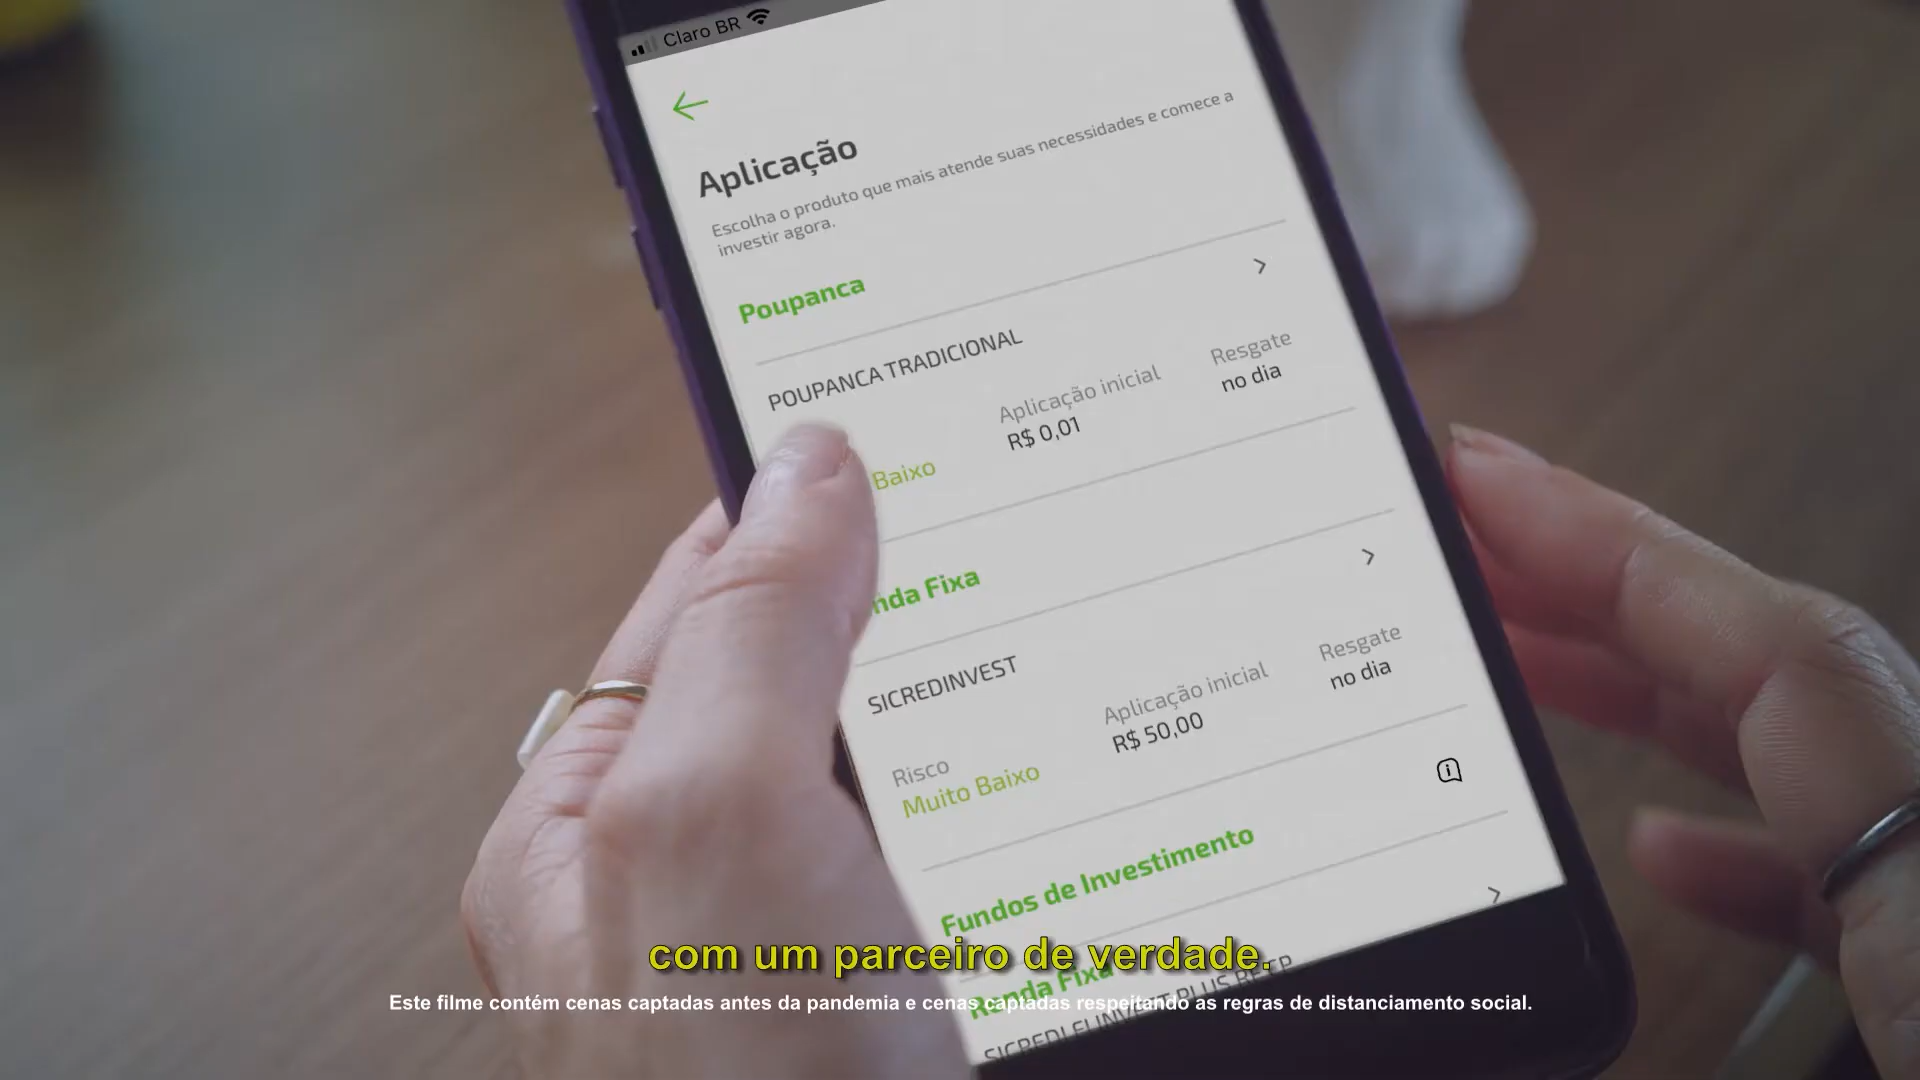 Claro BR
Aplicação
Escolha o produto que mais atende suas necessidades e comece a
investir agora.
Poupanca
POUPANCA TRADICIONAL
Aplicação inicial
Resgate
Baixo
R$ 0,01
no dia
nda Fixa
SICREDINVEST
Risco
Aplicação inicial
Resgate
Muito Baixo
R$ 50,00
no dia
Fundos de Investimento
com um parceiro de verdade.
Renda Fixa
Este filme contém cenas captadas antes da pandemia e cenas captadas respeitando as regras de distanciamento social.